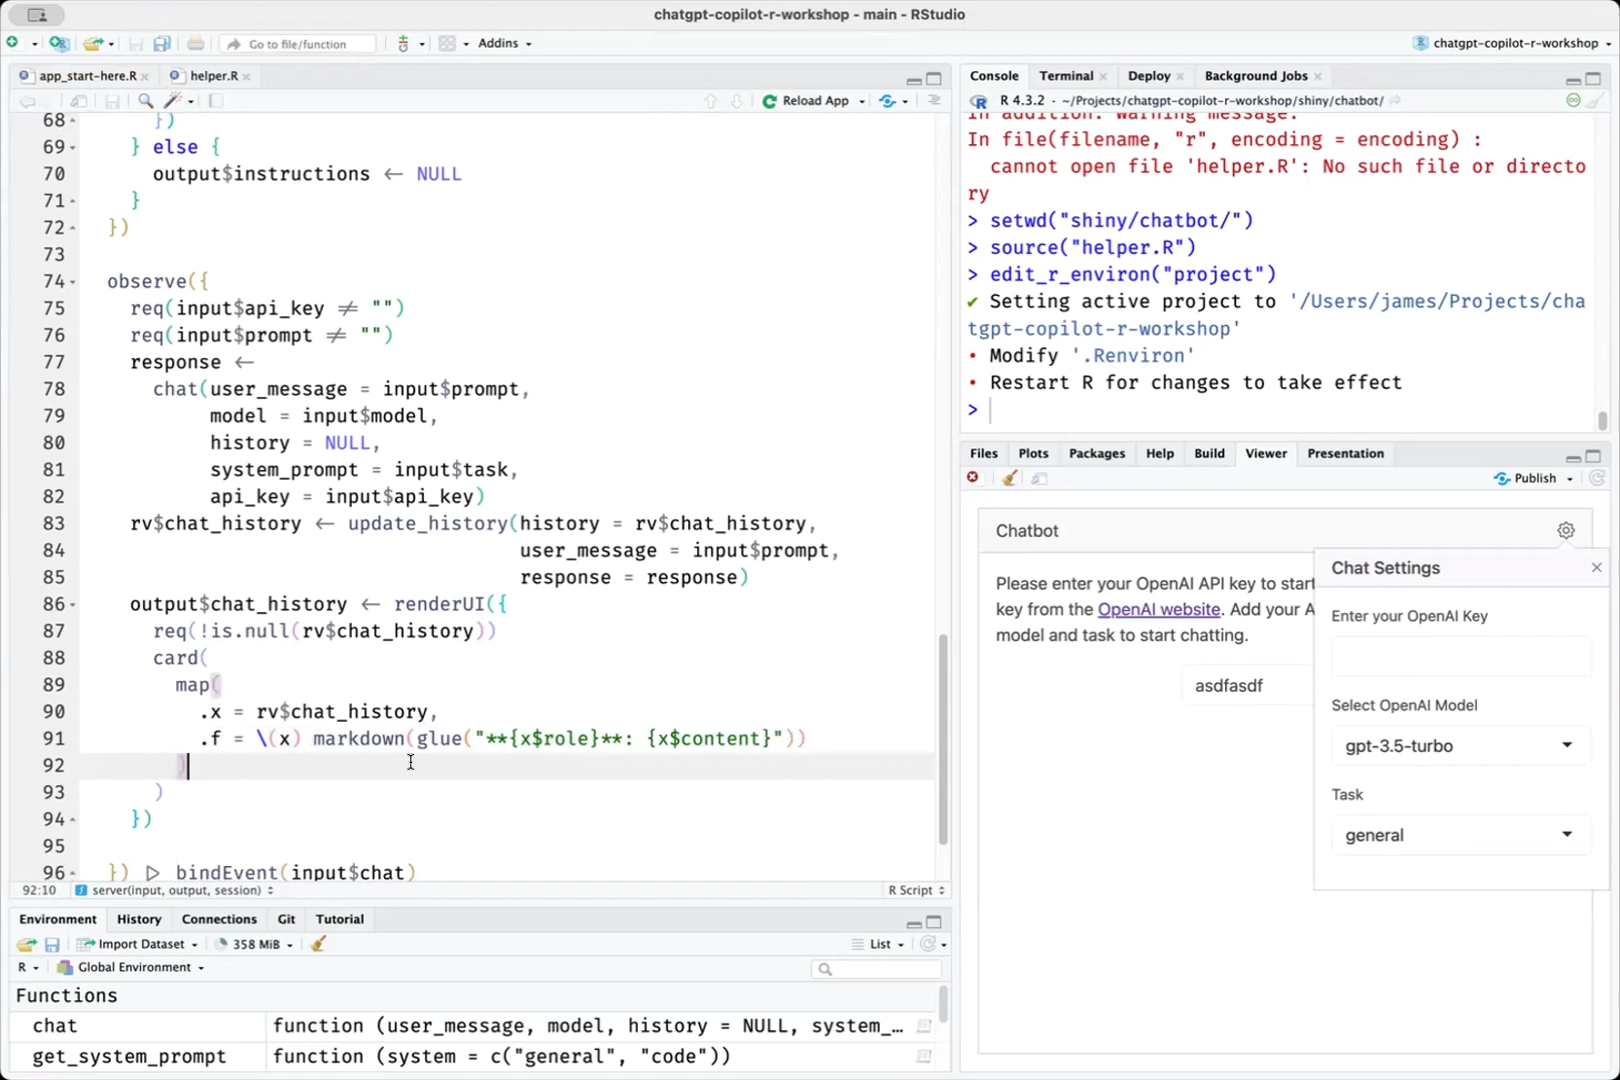 chatgpt-copilot-r-workshop - main - RStudio
Go to file/function
Addins
chatgpt-copilot-r-workshop
app_start-here.R
helper.R
Reload App
68 })
69 } else {
70 output$instructions ← NULL
71 }
72 })
73
74 observe({
75 req(input$api_key ≠ "")
76 req(input$prompt ≠ "")
77 response ←
78 chat(user_message = input$prompt,
79 model = input$model,
80 history = NULL,
81 system_prompt = input$task,
82 api_key = input$api_key)
83 rv$chat_history ← update_history(history = rv$chat_history,
84 user_message = input$prompt,
85 response = response)
86 output$chat_history ← renderUI({
87 req(!is.null(rv$chat_history))
88 card(
89 map(
90 .x = rv$chat_history,
91 .f = \(x) markdown(glue("**{x$role}**: {x$content}"))
92 )
93 )
94 })
95
96 }) ▷ bindEvent(input$chat)
92:10 server(input, output, session) R Script
Environment History Connections Git Tutorial
Import Dataset 358 MiB List
R Global Environment
Functions
chat function (user_message, model, history = NULL, system_…
get_system_prompt function (system = c("general", "code"))
Console Terminal Deploy Background Jobs
R 4.3.2 · ~/Projects/chatgpt-copilot-r-workshop/shiny/chatbot/
In addition: Warning message:
In file(filename, "r", encoding = encoding) :
cannot open file 'helper.R': No such file or directo
ry
> setwd("shiny/chatbot/")
> source("helper.R")
> edit_r_environ("project")
✔ Setting active project to '/Users/james/Projects/cha
tgpt-copilot-r-workshop'
• Modify '.Renviron'
• Restart R for changes to take effect
>
Files Plots Packages Help Build Viewer Presentation
Publish
Chatbot
Please enter your OpenAI API key to start
key from the OpenAI website. Add your A
model and task to start chatting.
asdfasdf
Chat Settings
Enter your OpenAI Key
Select OpenAI Model
gpt-3.5-turbo
Task
general